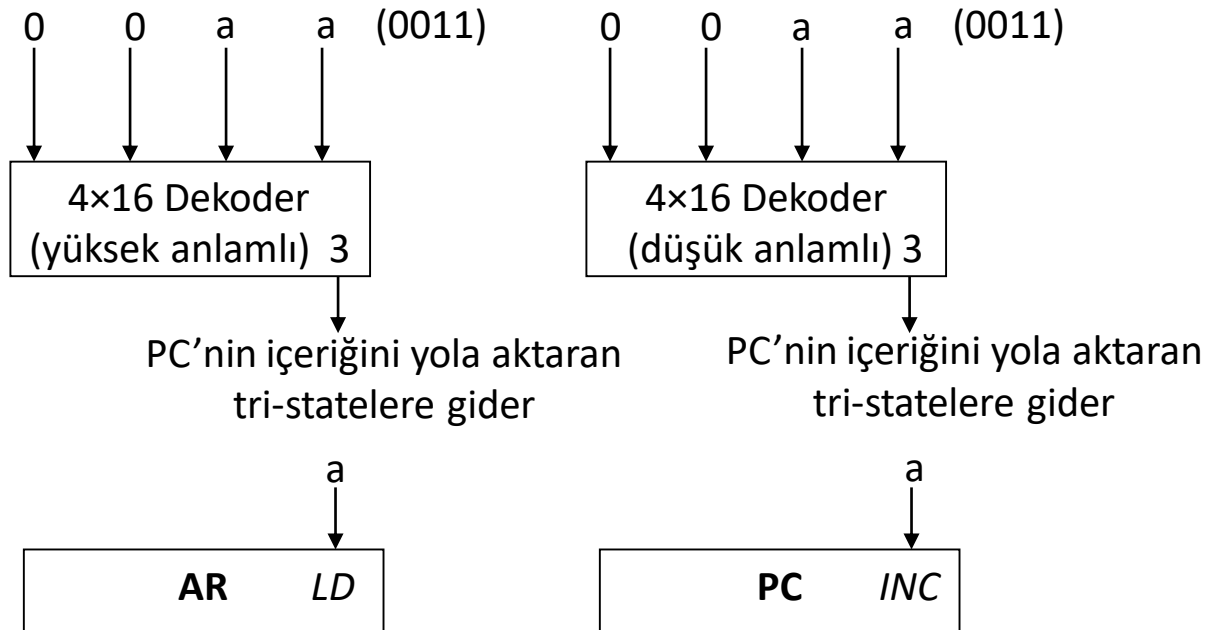 0 0 a a (0011)
0 0 a a (0011)
4×16 Dekoder
(yüksek anlamlı) 3
4×16 Dekoder
(düşük anlamlı) 3
PC’nin içeriğini yola aktaran
tri-statelere gider
PC’nin içeriğini yola aktaran
tri-statelere gider
a
a
AR LD
PC INC